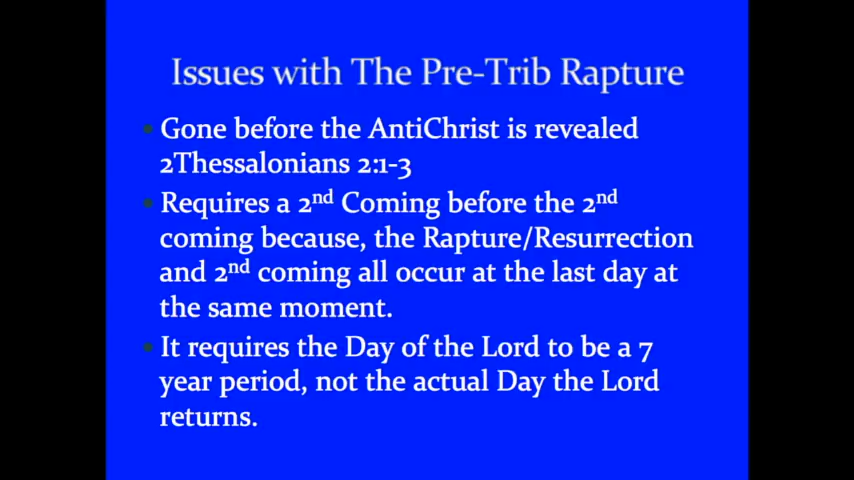 Issues with The Pre-Trib Rapture
• Gone before the AntiChrist is revealed
2Thessalonians 2:1-3
• Requires a 2nd Coming before the 2nd
coming because, the Rapture/Resurrection
and 2nd coming all occur at the last day at
the same moment.
• It requires the Day of the Lord to be a 7
year period, not the actual Day the Lord
returns.